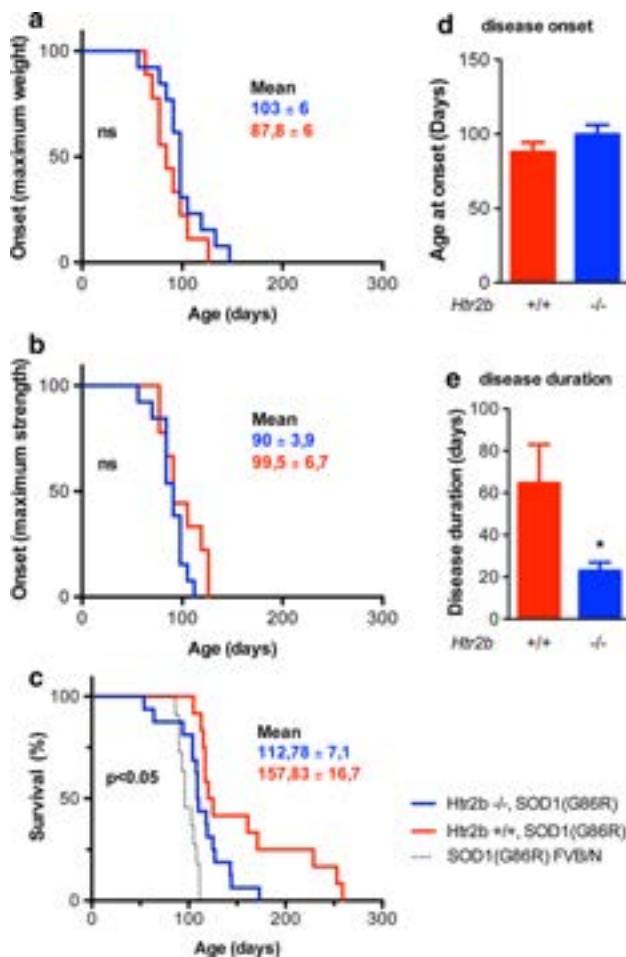 a
Onset (maximum weight)
100
50
0
ns
Mean
103 ± 6
87,8 ± 6
0 100 200 300
Age (days)
b
Onset (maximum strength)
100
50
0
ns
Mean
90 ± 3,9
99,5 ± 6,7
0 100 200 300
Age (days)
c
Survival (%)
100
50
0
p<0.05
Mean
112,78 ± 7,1
157,83 ± 16,7
0 100 200 300
Age (days)
d disease onset
Age at onset (Days)
150
100
50
0
Htr2b +/+ -/-
e disease duration
Disease duration (days)
80
60
40
20
0
*
Htr2b +/+ -/-
Htr2b -/-, SOD1(G86R)
Htr2b +/+, SOD1(G86R)
SOD1(G86R) FVB/N